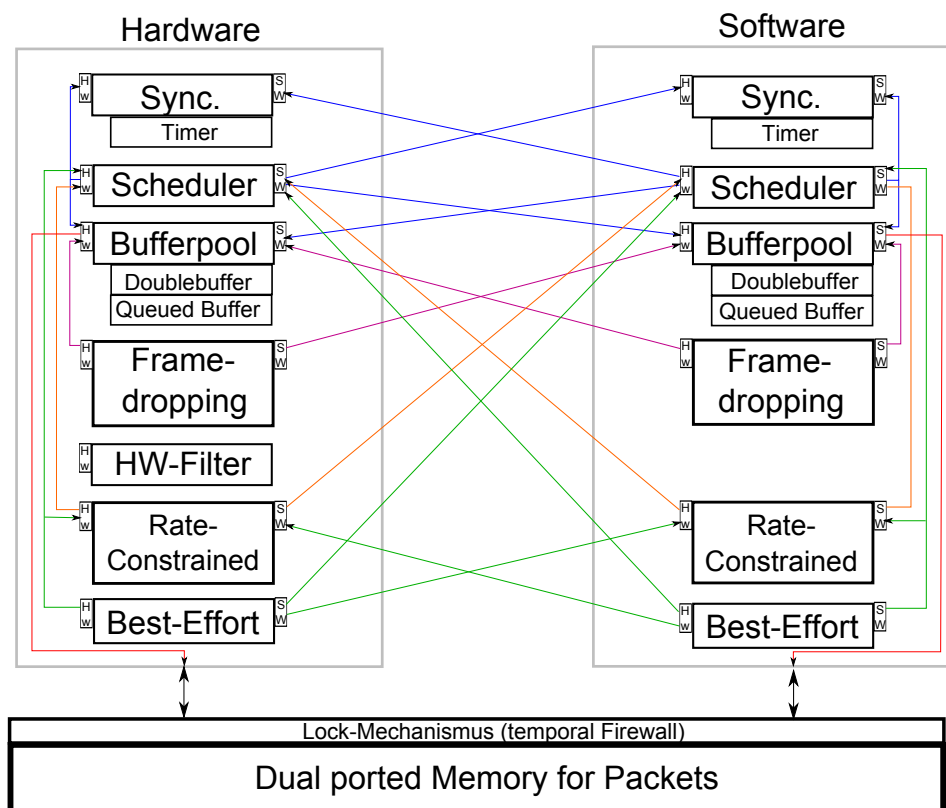 Hardware
H
w
Sync.
S
W
Timer
H
w
Scheduler
S
W
H
w
Bufferpool
S
W
Doublebuffer
Queued Buffer
H
w
Frame-
dropping
S
W
H
w
HW-Filter
H
w
Rate-
Constrained
S
W
H
w
Best-Effort
S
W
Software
H
w
Sync.
S
W
Timer
H
w
Scheduler
S
W
H
w
Bufferpool
S
W
Doublebuffer
Queued Buffer
H
w
Frame-
dropping
S
W
H
w
Rate-
Constrained
S
W
H
w
Best-Effort
S
W
Lock-Mechanismus (temporal Firewall)
Dual ported Memory for Packets